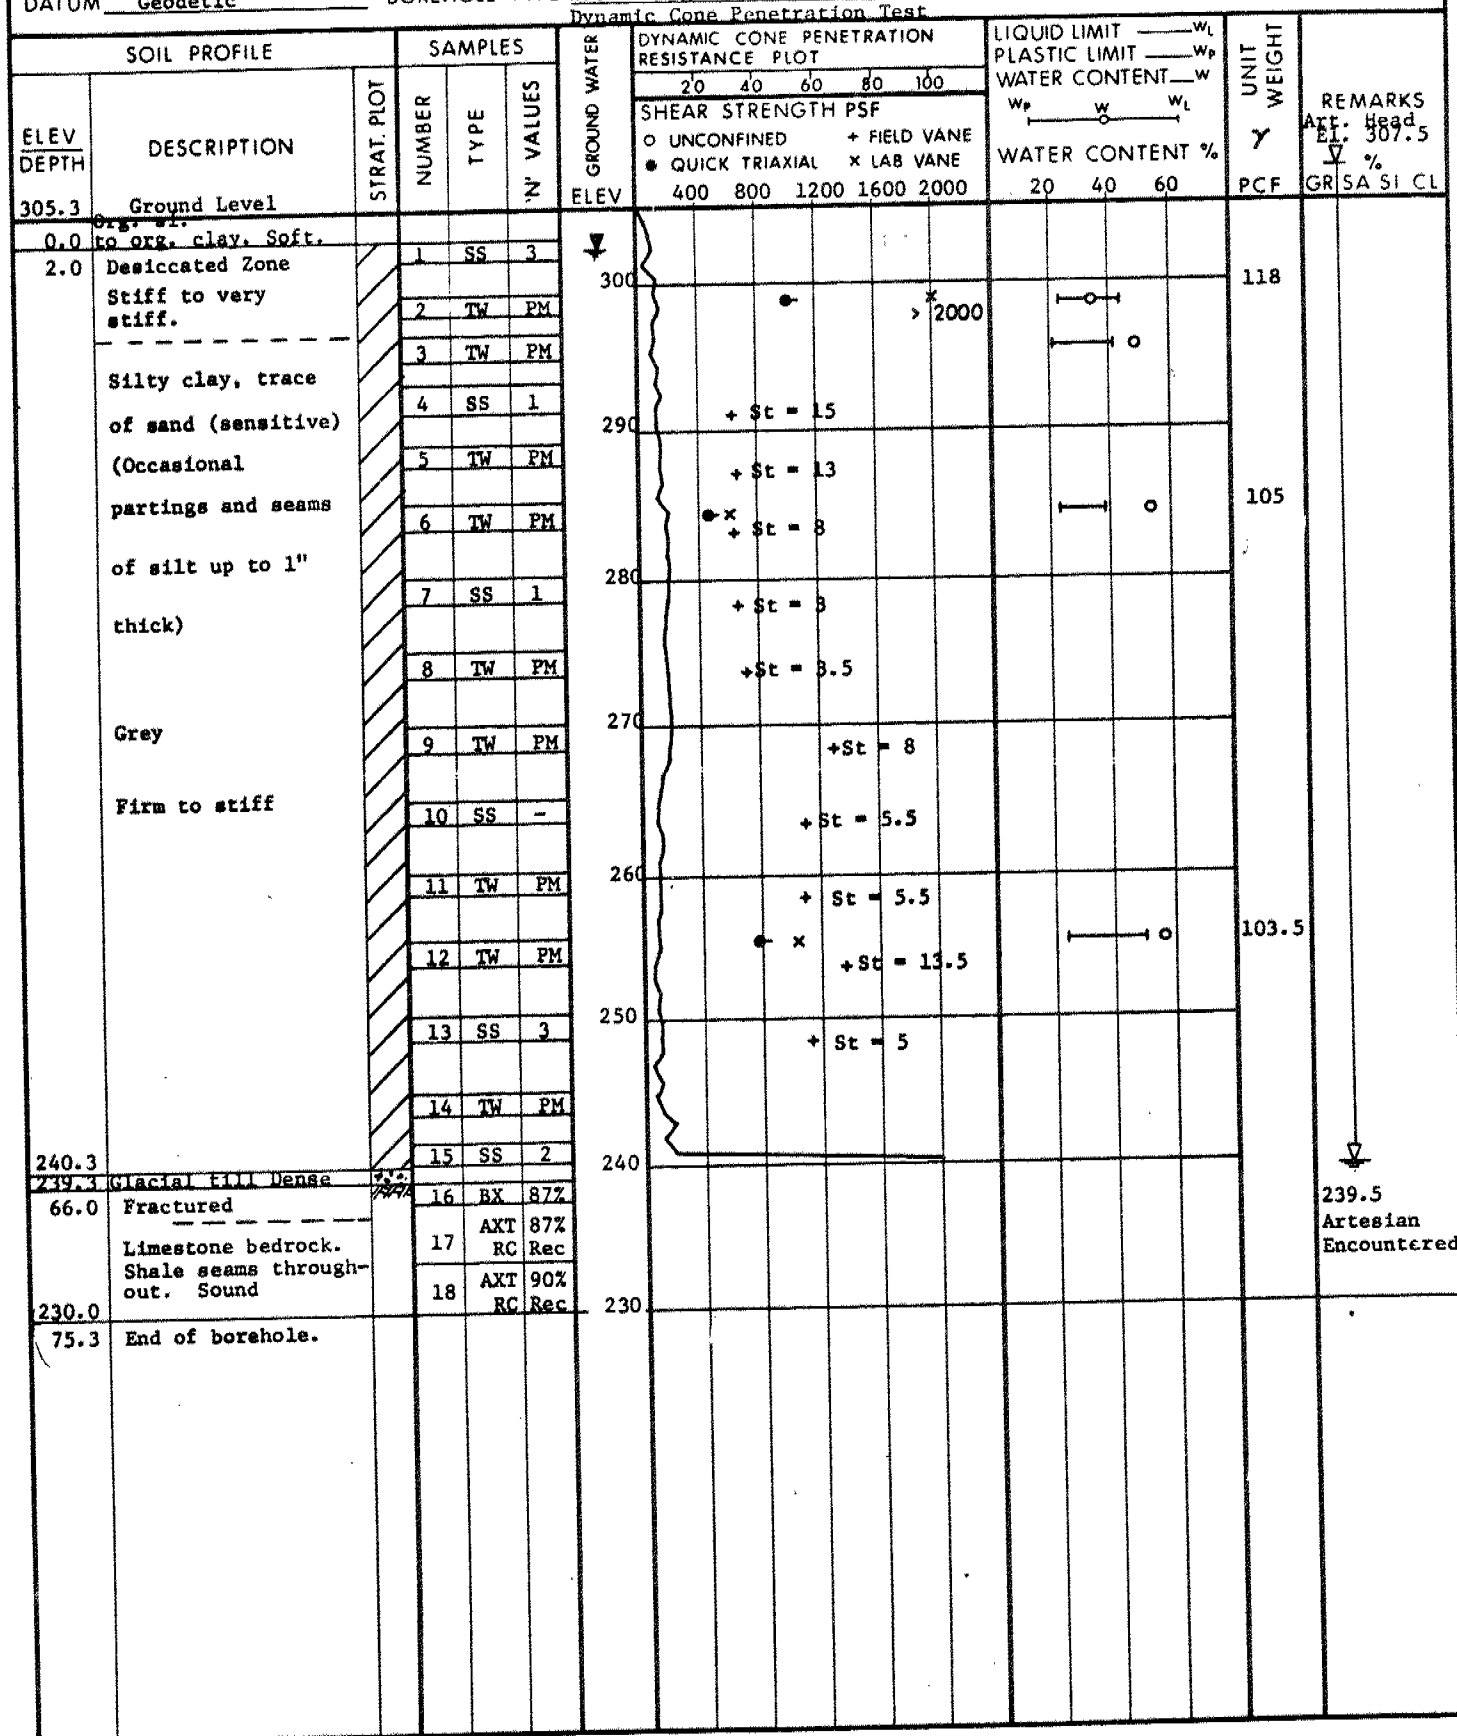 DATUM Geodetic
Dynamic Cone Penetration Test
SOIL PROFILE
SAMPLES
ELEV
DEPTH
DESCRIPTION
STRAT. PLOT
NUMBER
TYPE
'N' VALUES
GROUND WATER
ELEV
DYNAMIC CONE PENETRATION
RESISTANCE PLOT
20 40 60 80 100
SHEAR STRENGTH PSF
○ UNCONFINED + FIELD VANE
● QUICK TRIAXIAL × LAB VANE
400 800 1200 1600 2000
LIQUID LIMIT —— WL
PLASTIC LIMIT —— WP
WATER CONTENT — W
WP W WL
WATER CONTENT %
20 40 60
UNIT WEIGHT
γ
PCF
REMARKS
Art. Head
El. 307.5
%
GR SA SI CL
305.3 Ground Level
Org.
0.0 to org. clay. Soft.
2.0 Desiccated Zone
Stiff to very
stiff.
Silty clay, trace
of sand (sensitive)
(Occasional
partings and seams
of silt up to 1"
thick)
Grey
Firm to stiff
240.3
239.3 Glacial till Dense
66.0 Fractured
Limestone bedrock.
Shale seams through-
out. Sound
230.0
75.3 End of borehole.
1 SS 3
2 TW PM
3 TW PM
4 SS 1
5 TW PM
6 TW PM
7 SS 1
8 TW PM
9 TW PM
10 SS -
11 TW PM
12 TW PM
13 SS 3
14 TW PM
15 SS 2
16 BX 87%
17 AXT 87%
RC Rec
18 AXT 90%
RC Rec
300
290
280
270
260
250
240
230
> 2000
+ St = 15
+ St = 13
+ St = 8
+ St = 3
+St = 3.5
+St = 8
+ St = 5.5
+ St = 5.5
+St = 13.5
+ St = 5
118
105
103.5
239.5
Artesian
Encountered